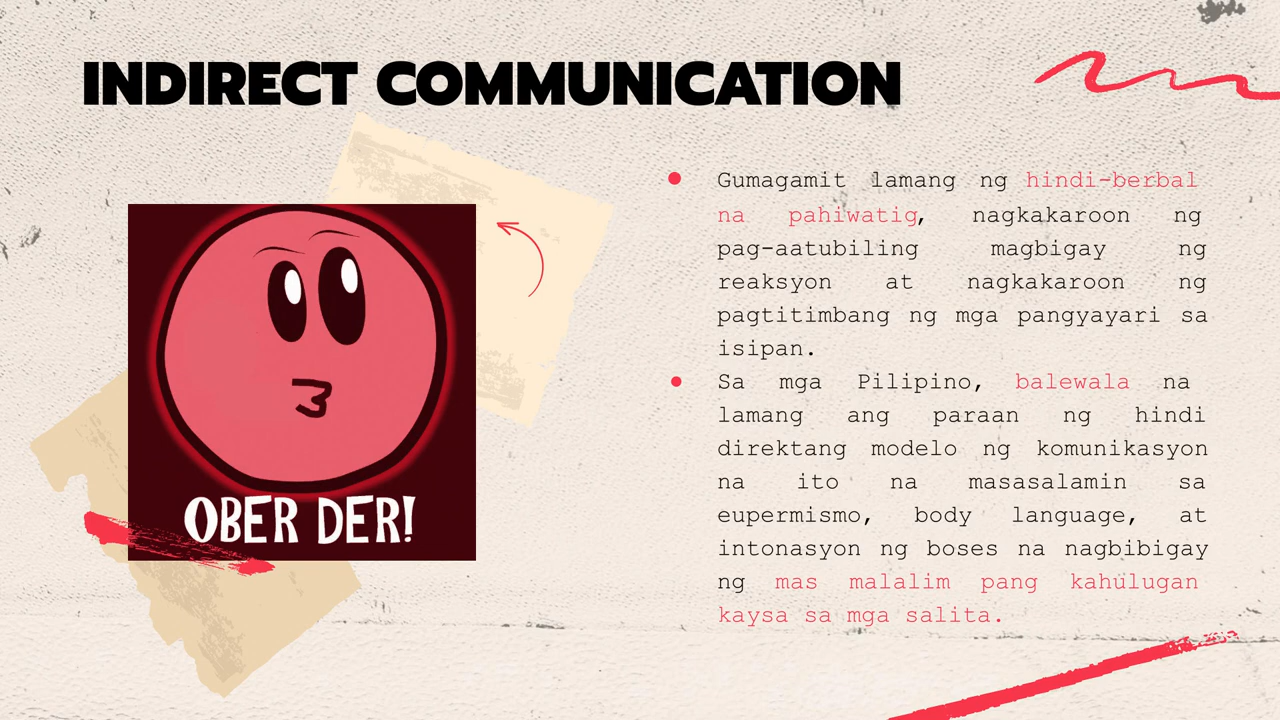 INDIRECT COMMUNICATION
Gumagamit lamang ng hindi-berbal
na pahiwatig, nagkakaroon ng
pag-aatubiling magbigay ng
reaksyon at nagkakaroon ng
pagtitimbang ng mga pangyayari sa
isipan.
Sa mga Pilipino, balewala na
lamang ang paraan ng hindi
direktang modelo ng komunikasyon
na ito na masasalamin sa
eupermismo, body language, at
intonasyon ng boses na nagbibigay
ng mas malalim pang kahulugan
kaysa sa mga salita.
OBER DER!